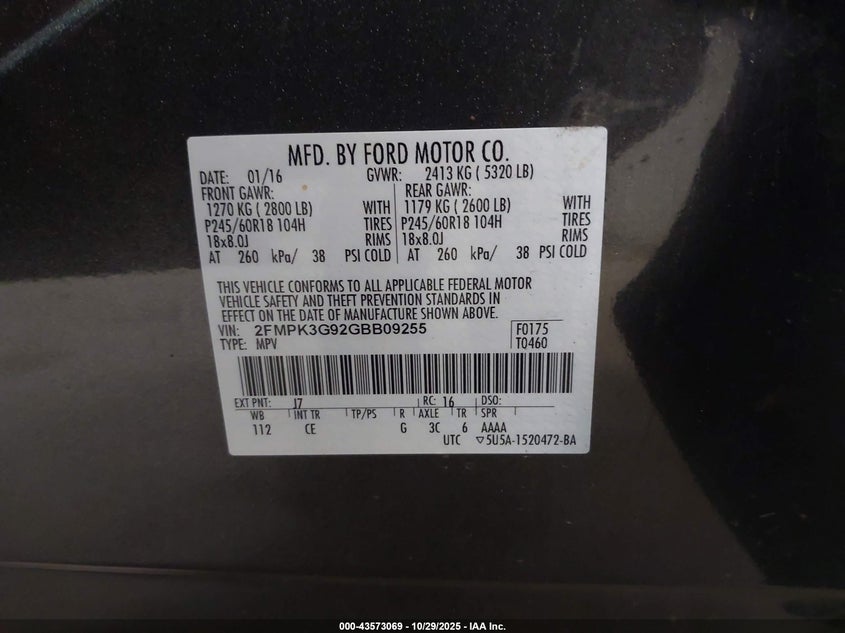 MFD. BY FORD MOTOR CO.
DATE: 01/16 GVWR: 2413 KG ( 5320 LB)
FRONT GAWR: REAR GAWR:
1270 KG ( 2800 LB) WITH 1179 KG ( 2600 LB) WITH
P245/60R18 104H TIRES P245/60R18 104H TIRES
18x8.0J RIMS 18x8.0J RIMS
AT 260 kPa/ 38 PSI COLD AT 260 kPa/ 38 PSI COLD
THIS VEHICLE CONFORMS TO ALL APPLICABLE FEDERAL MOTOR
VEHICLE SAFETY AND THEFT PREVENTION STANDARDS IN
EFFECT ON THE DATE OF MANUFACTURE SHOWN ABOVE.
VIN: 2FMPK3G92GBB09255 F0175
TYPE: MPV T0460
EXT PNT: J7 RC: 16 DSO:
WB INT TR TP/PS R AXLE TR SPR
112 CE G 3C 6 AAAA
UTC ▽5U5A-1520472-BA
000-43573069 - 10/29/2025 - IAA Inc.